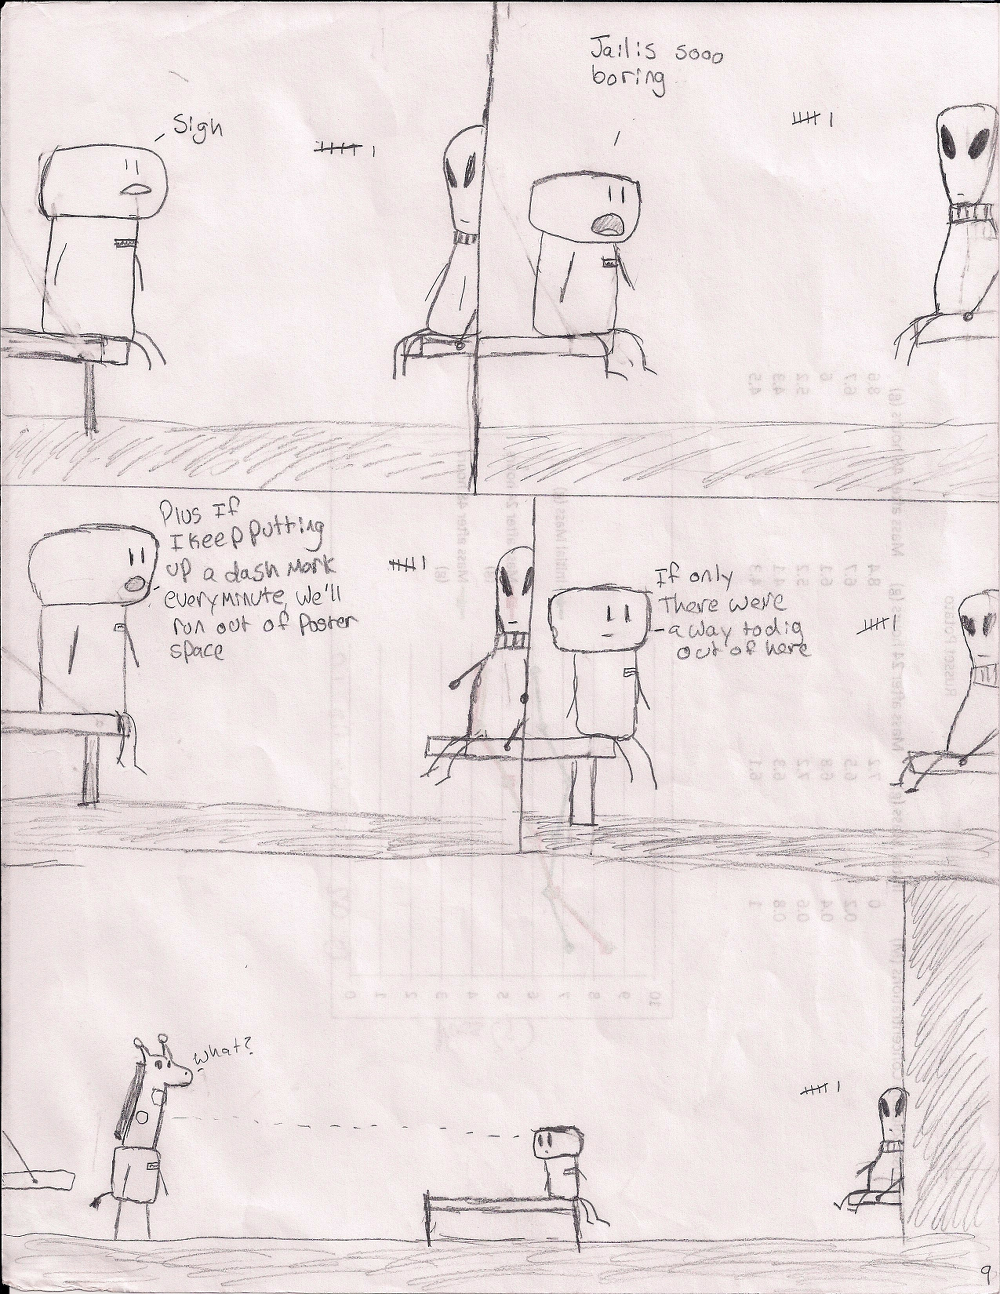 Sigh
Jail is sooo
boring
Plus If
I keep putting
up a dash mark
every minute, we'll
run out of poster
space
If only
There were
a way to dig
out of here
What?
9